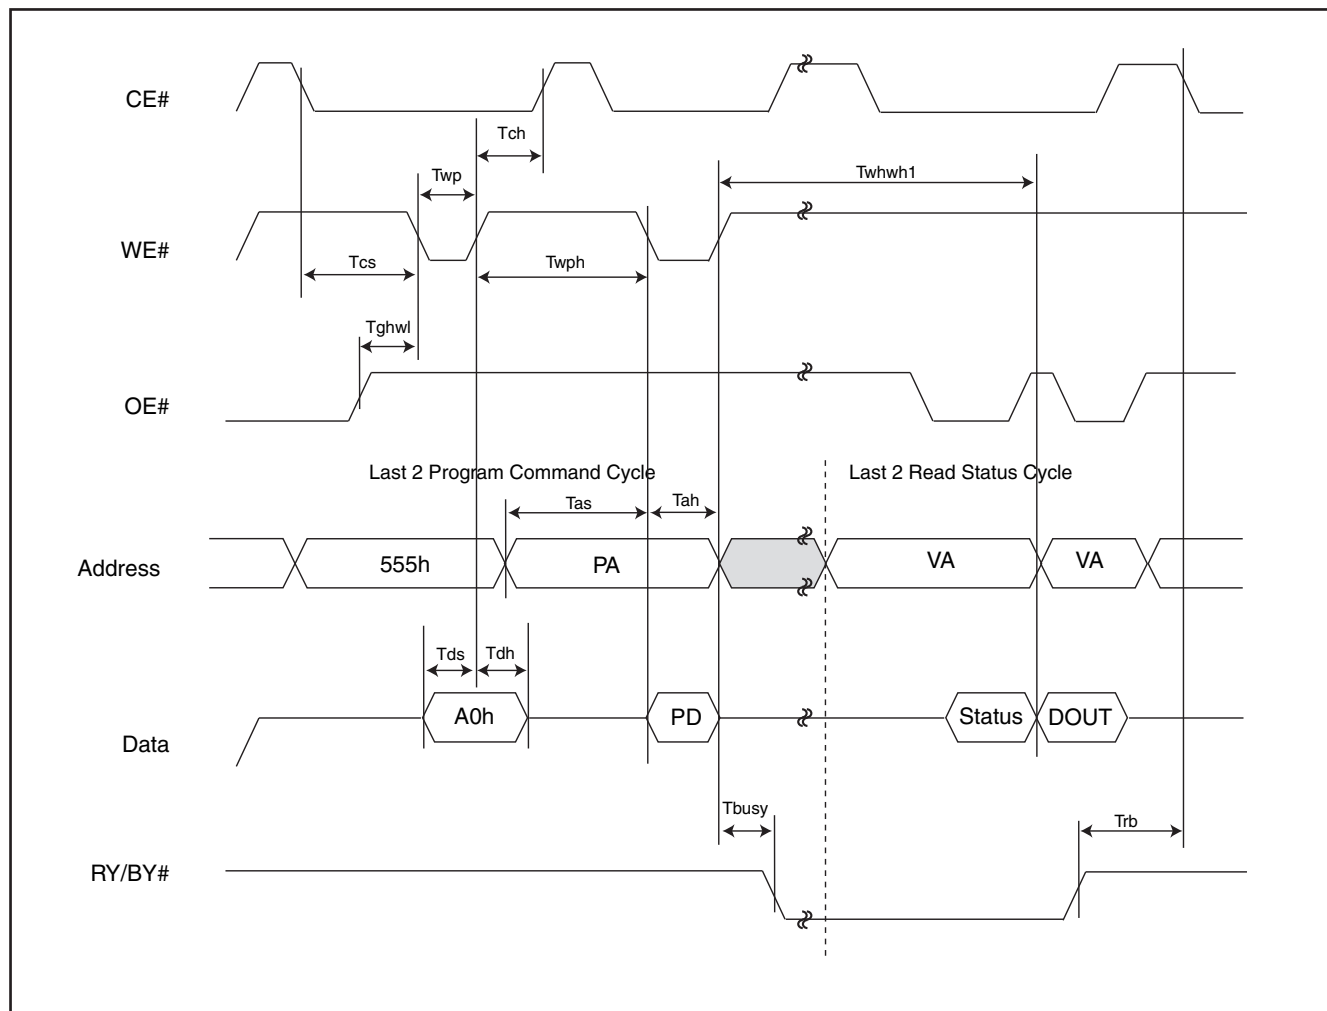 CE#
Tch
Twp
Twhwh1
WE#
Tcs
Twph
Tghwl
OE#
Last 2 Program Command Cycle
Last 2 Read Status Cycle
Tas
Tah
Address
555h
PA
VA
VA
Tds
Tdh
A0h
PD
Status
DOUT
Data
Tbusy
Trb
RY/BY#